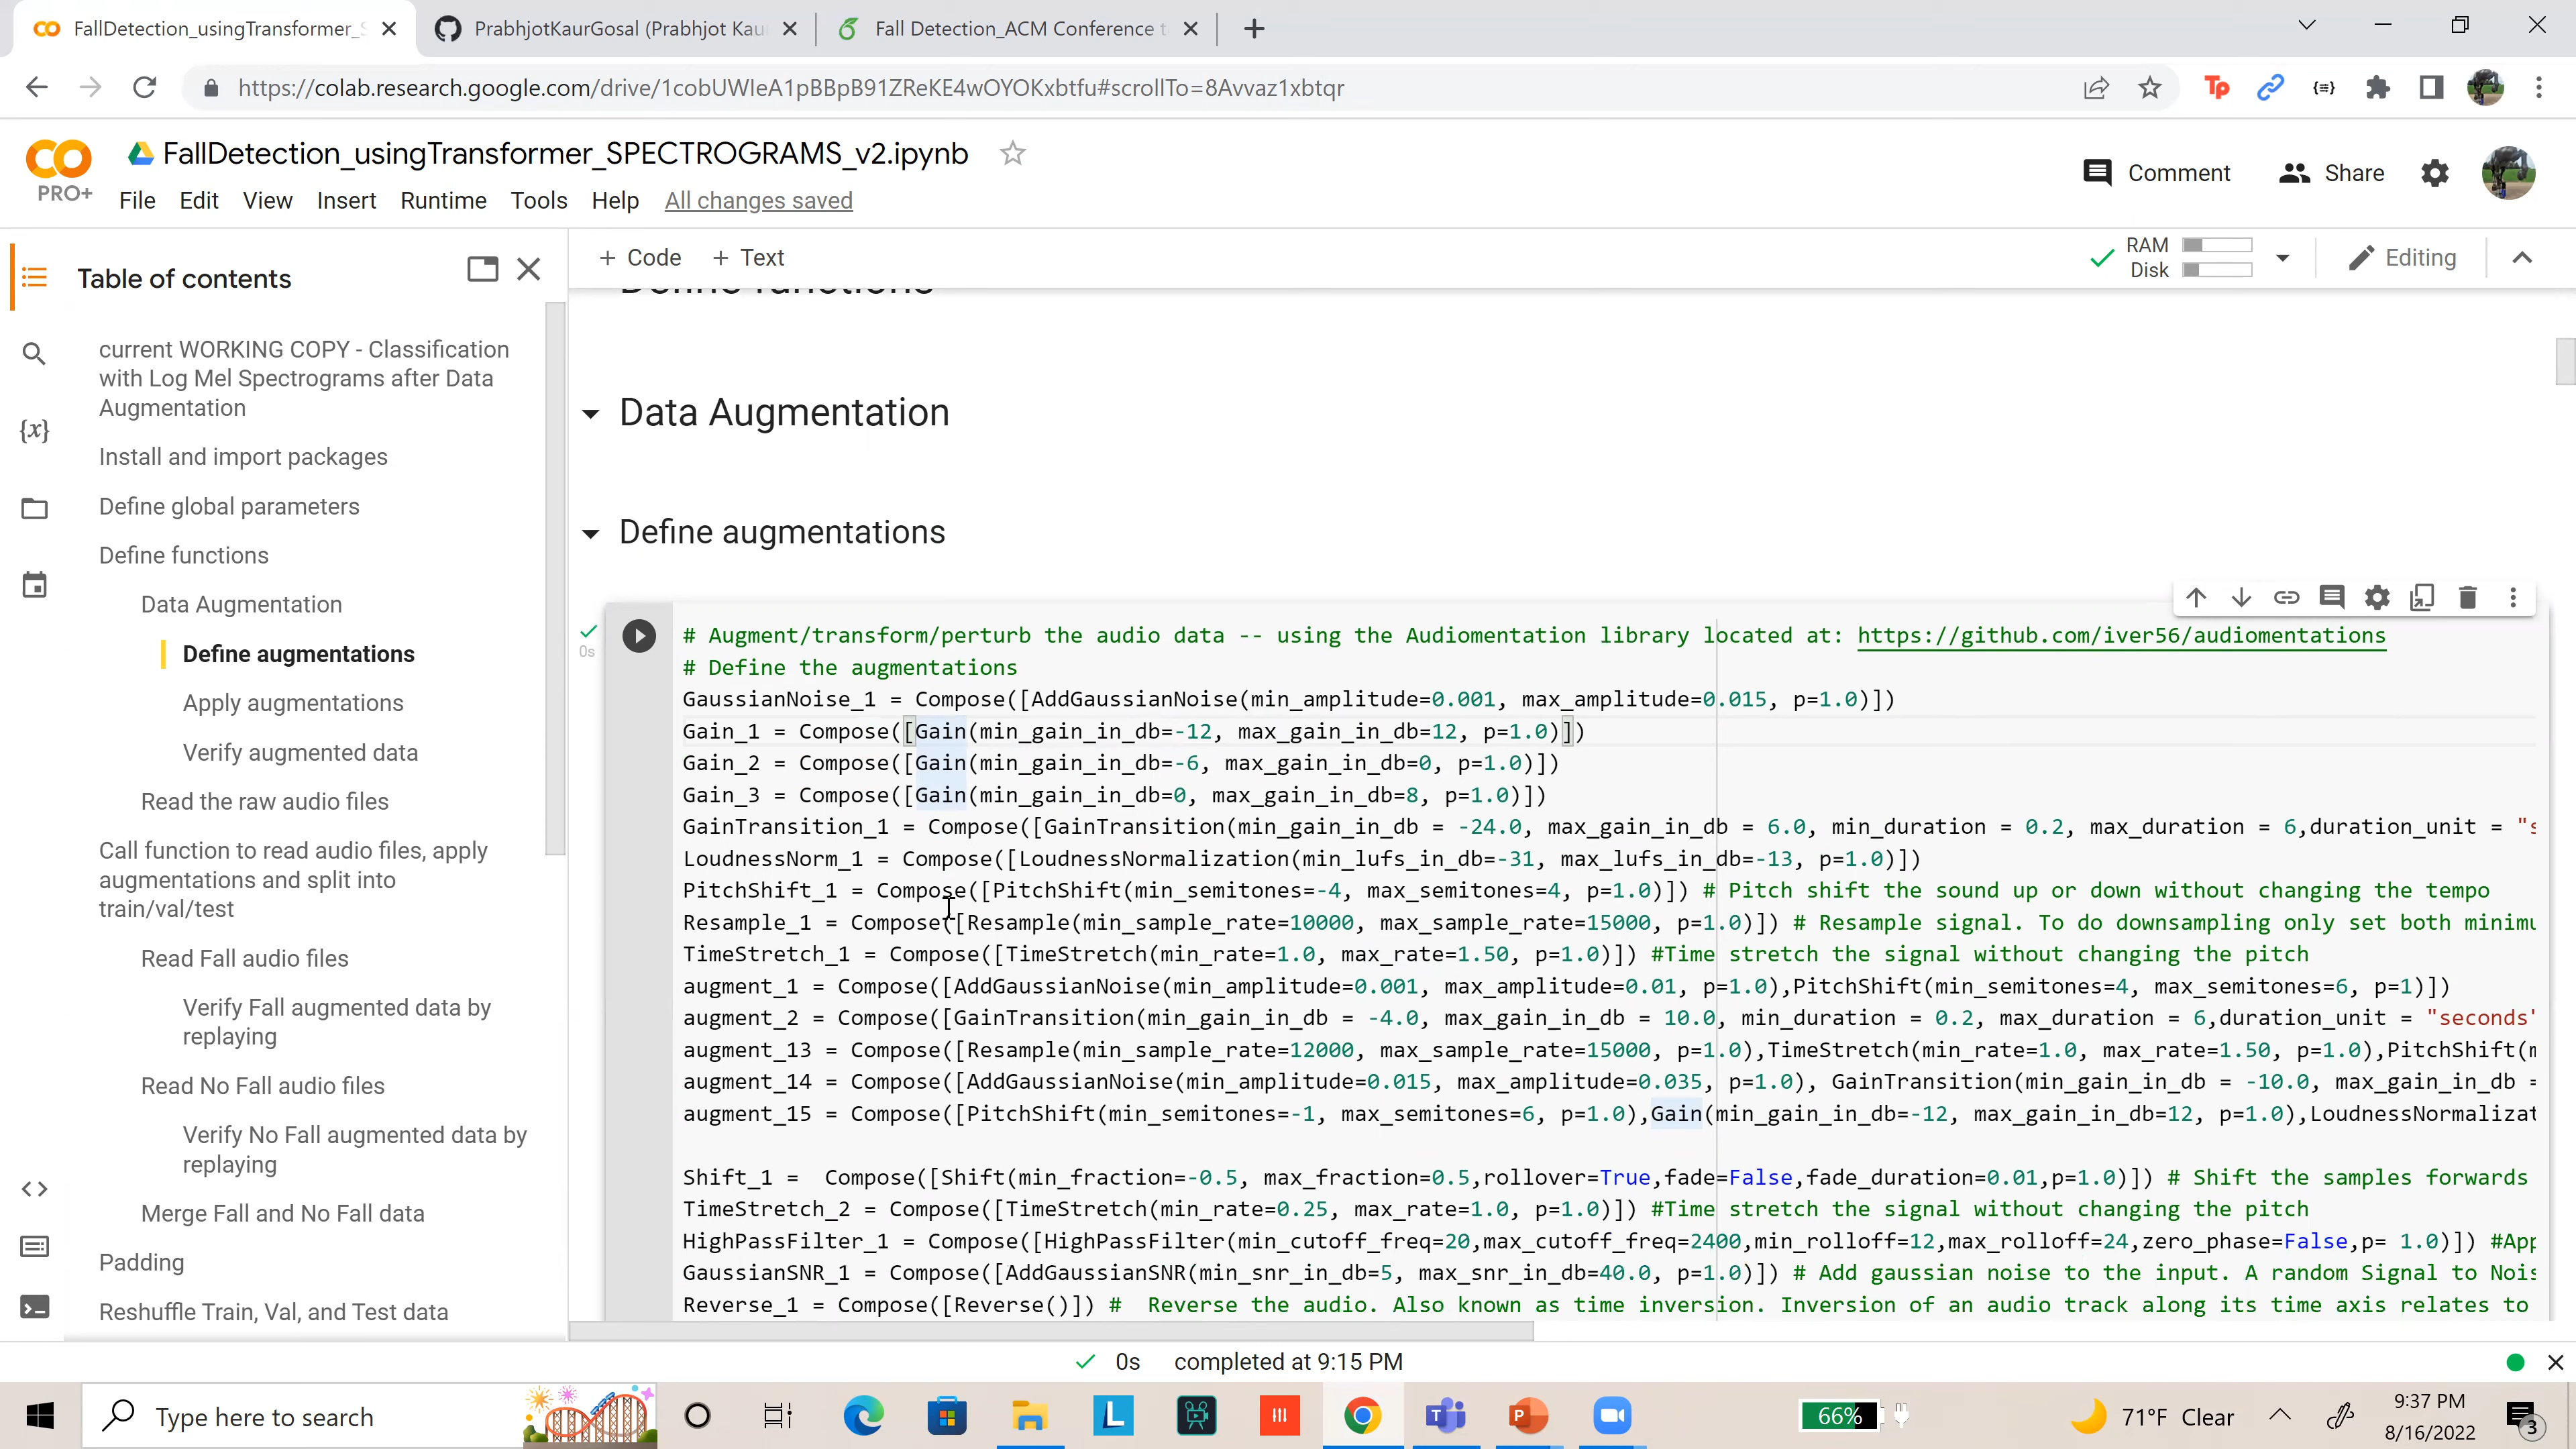 FallDetection_usingTransformer_S
PrabhjotKaurGosal (Prabhjot Kau
Fall Detection_ACM Conference t
https://colab.research.google.com/drive/1cobUWIeA1pBBpB91ZReKE4wOYOKxbtfu#scrollTo=8Avvaz1xbtqr
PRO+
FallDetection_usingTransformer_SPECTROGRAMS_v2.ipynb
File Edit View Insert Runtime Tools Help All changes saved
Comment
Share
Table of contents
+ Code + Text
RAM
Disk
Editing
current WORKING COPY - Classification
with Log Mel Spectrograms after Data
Augmentation
Install and import packages
Define global parameters
Define functions
Data Augmentation
Define augmentations
Apply augmentations
Verify augmented data
Read the raw audio files
Call function to read audio files, apply
augmentations and split into
train/val/test
Read Fall audio files
Verify Fall augmented data by
replaying
Read No Fall audio files
Verify No Fall augmented data by
replaying
Merge Fall and No Fall data
Padding
Reshuffle Train, Val, and Test data
Define functions
Data Augmentation
Define augmentations
0s
# Augment/transform/perturb the audio data -- using the Audiomentation library located at: https://github.com/iver56/audiomentations
# Define the augmentations
GaussianNoise_1 = Compose([AddGaussianNoise(min_amplitude=0.001, max_amplitude=0.015, p=1.0)])
Gain_1 = Compose([Gain(min_gain_in_db=-12, max_gain_in_db=12, p=1.0)])
Gain_2 = Compose([Gain(min_gain_in_db=-6, max_gain_in_db=0, p=1.0)])
Gain_3 = Compose([Gain(min_gain_in_db=0, max_gain_in_db=8, p=1.0)])
GainTransition_1 = Compose([GainTransition(min_gain_in_db = -24.0, max_gain_in_db = 6.0, min_duration = 0.2, max_duration = 6,duration_unit = "s
LoudnessNorm_1 = Compose([LoudnessNormalization(min_lufs_in_db=-31, max_lufs_in_db=-13, p=1.0)])
PitchShift_1 = Compose([PitchShift(min_semitones=-4, max_semitones=4, p=1.0)]) # Pitch shift the sound up or down without changing the tempo
Resample_1 = Compose([Resample(min_sample_rate=10000, max_sample_rate=15000, p=1.0)]) # Resample signal. To do downsampling only set both minimu
TimeStretch_1 = Compose([TimeStretch(min_rate=1.0, max_rate=1.50, p=1.0)]) #Time stretch the signal without changing the pitch
augment_1 = Compose([AddGaussianNoise(min_amplitude=0.001, max_amplitude=0.01, p=1.0),PitchShift(min_semitones=4, max_semitones=6, p=1)])
augment_2 = Compose([GainTransition(min_gain_in_db = -4.0, max_gain_in_db = 10.0, min_duration = 0.2, max_duration = 6,duration_unit = "seconds"
augment_13 = Compose([Resample(min_sample_rate=12000, max_sample_rate=15000, p=1.0),TimeStretch(min_rate=1.0, max_rate=1.50, p=1.0),PitchShift(m
augment_14 = Compose([AddGaussianNoise(min_amplitude=0.015, max_amplitude=0.035, p=1.0), GainTransition(min_gain_in_db = -10.0, max_gain_in_db =
augment_15 = Compose([PitchShift(min_semitones=-1, max_semitones=6, p=1.0),Gain(min_gain_in_db=-12, max_gain_in_db=12, p=1.0),LoudnessNormalizat
Shift_1 =  Compose([Shift(min_fraction=-0.5, max_fraction=0.5,rollover=True,fade=False,fade_duration=0.01,p=1.0)]) # Shift the samples forwards
TimeStretch_2 = Compose([TimeStretch(min_rate=0.25, max_rate=1.0, p=1.0)]) #Time stretch the signal without changing the pitch
HighPassFilter_1 = Compose([HighPassFilter(min_cutoff_freq=20,max_cutoff_freq=2400,min_rolloff=12,max_rolloff=24,zero_phase=False,p= 1.0)]) #App
GaussianSNR_1 = Compose([AddGaussianSNR(min_snr_in_db=5, max_snr_in_db=40.0, p=1.0)]) # Add gaussian noise to the input. A random Signal to Nois
Reverse_1 = Compose([Reverse()]) #  Reverse the audio. Also known as time inversion. Inversion of an audio track along its time axis relates to
0s completed at 9:15 PM
Type here to search
66%
71°F Clear
9:37 PM
8/16/2022
3